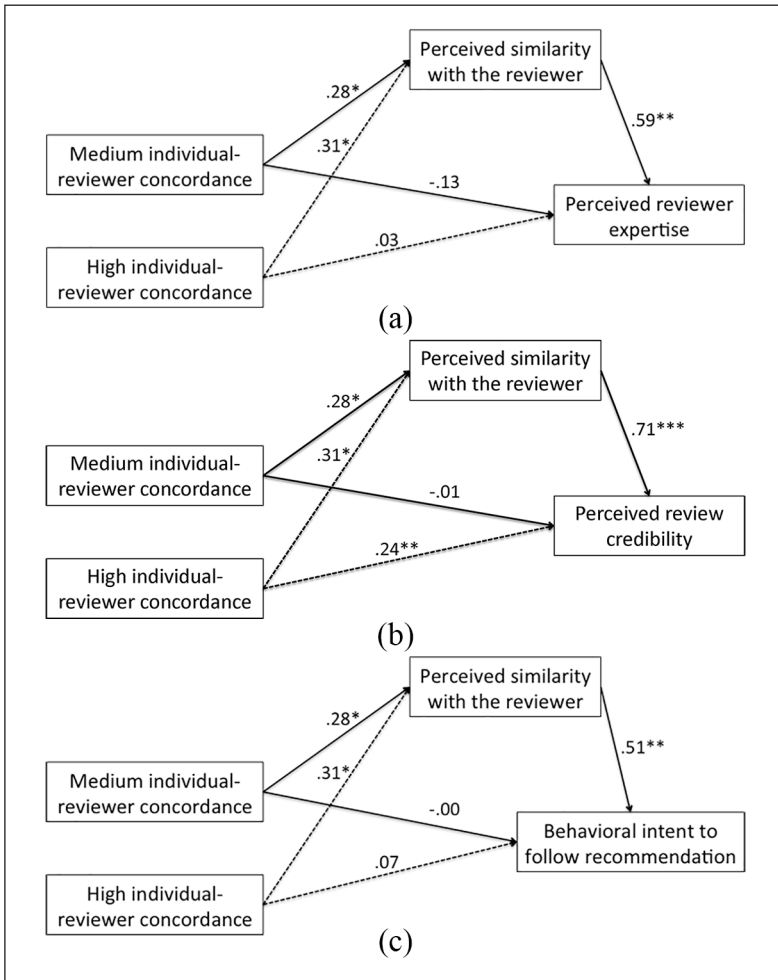 Perceived similarity
with the reviewer
.28*
.59**
.31*
Medium individual-
reviewer concordance
-.13
Perceived reviewer
expertise
.03
High individual-
reviewer concordance
(a)
Perceived similarity
with the reviewer
.28*
.71***
.31*
Medium individual-
reviewer concordance
-.01
Perceived review
credibility
.24**
High individual-
reviewer concordance
(b)
Perceived similarity
with the reviewer
.28*
.51**
.31*
Medium individual-
reviewer concordance
-.00
Behavioral intent to
follow recommendation
.07
High individual-
reviewer concordance
(c)